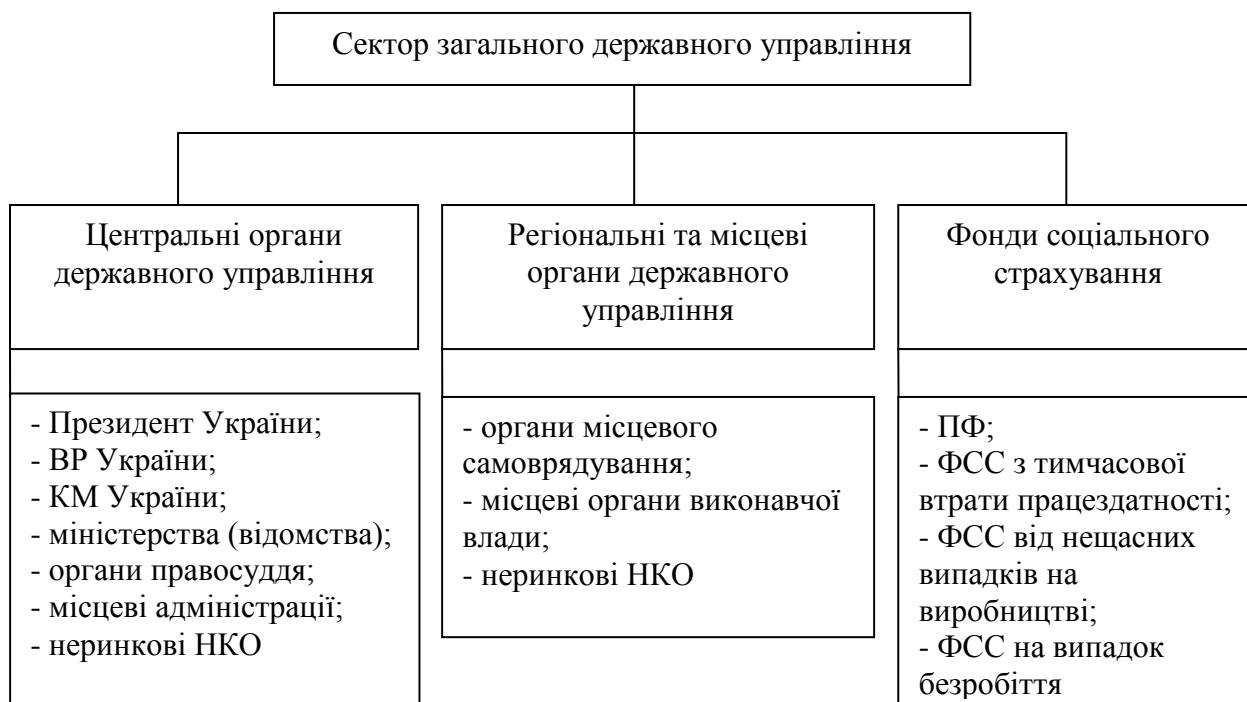 Сектор загального державного управління
Центральні органи
державного управління
Регіональні та місцеві
органи державного
управління
Фонди соціального
страхування
- Президент України;
- ВР України;
- КМ України;
- міністерства (відомства);
- органи правосуддя;
- місцеві адміністрації;
- неринкові НКО
- органи місцевого
самоврядування;
- місцеві органи виконавчої
влади;
- неринкові НКО
- ПФ;
- ФСС з тимчасової
втрати працездатності;
- ФСС від нещасних
випадків на
виробництві;
- ФСС на випадок
безробіття